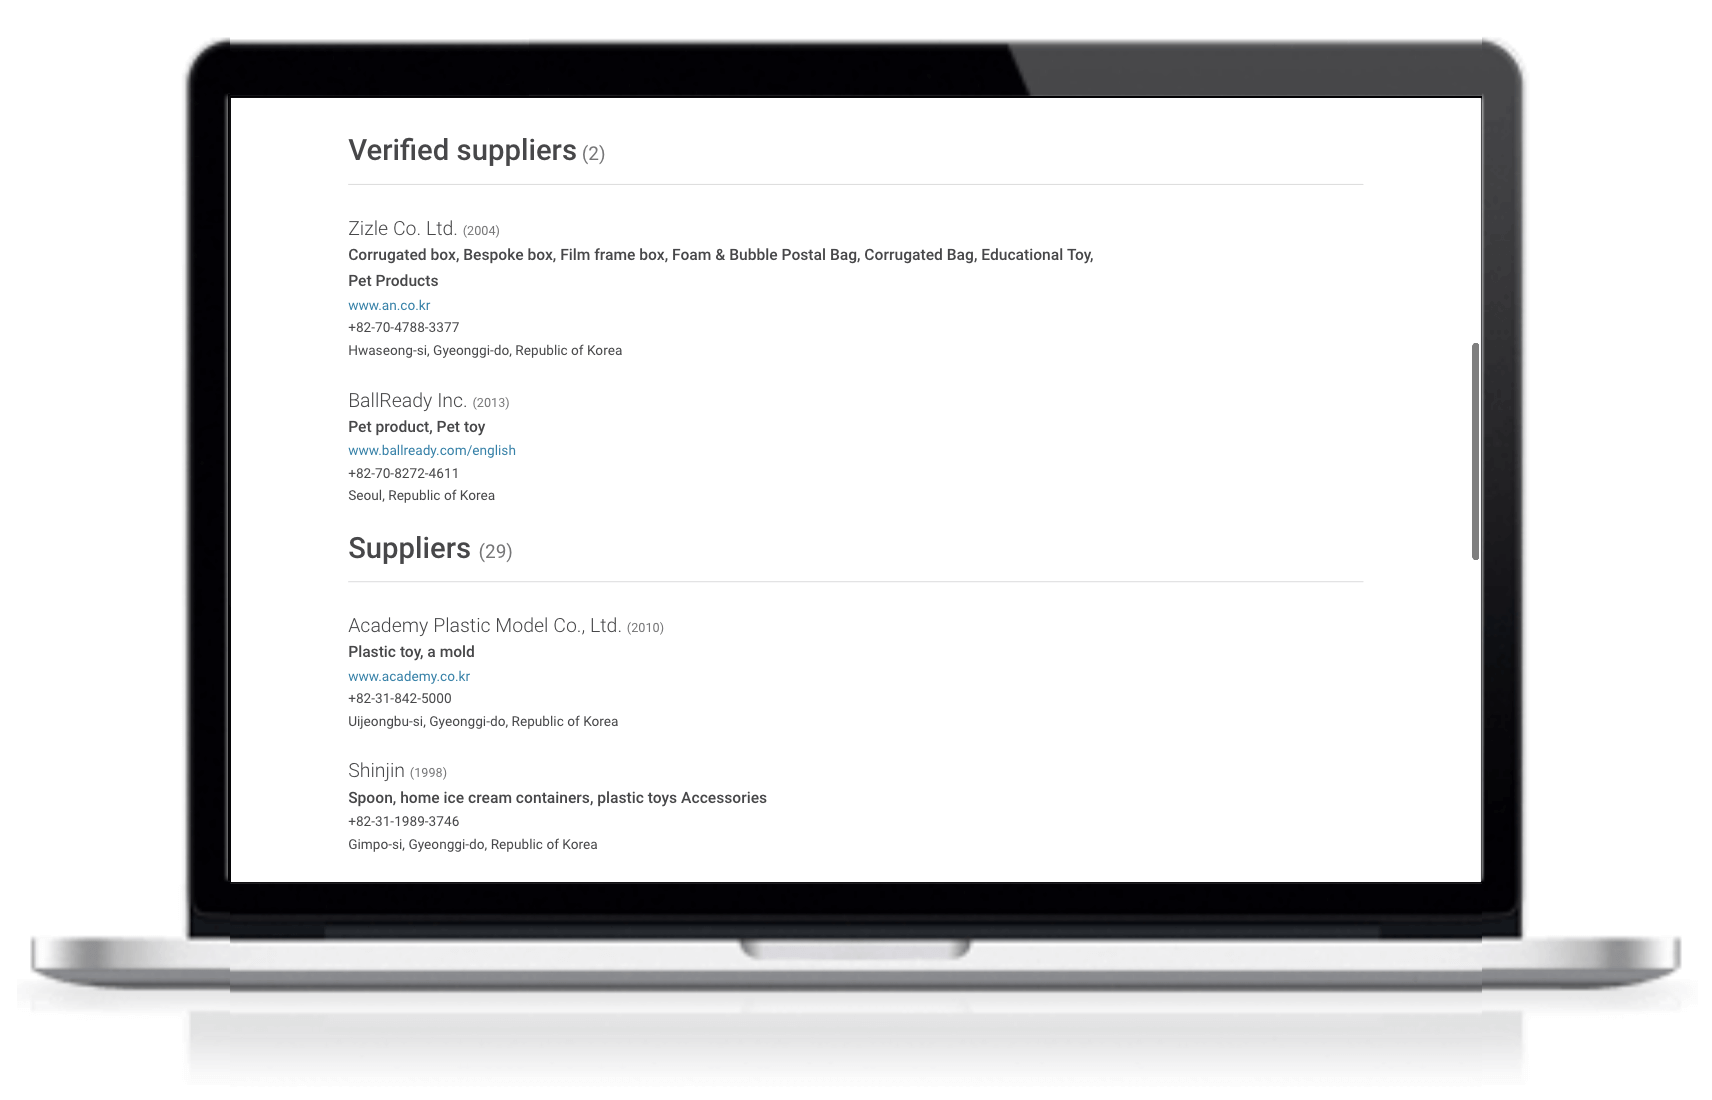 Verified suppliers (2)
Zizle Co. Ltd. (2004)
Corrugated box, Bespoke box, Film frame box, Foam & Bubble Postal Bag, Corrugated Bag, Educational Toy,
Pet Products
www.an.co.kr
+82-70-4788-3377
Hwaseong-si, Gyeonggi-do, Republic of Korea
BallReady Inc. (2013)
Pet product, Pet toy
www.ballready.com/english
+82-70-8272-4611
Seoul, Republic of Korea
Suppliers (29)
Academy Plastic Model Co., Ltd. (2010)
Plastic toy, a mold
www.academy.co.kr
+82-31-842-5000
Uijeongbu-si, Gyeonggi-do, Republic of Korea
Shinjin (1998)
Spoon, home ice cream containers, plastic toys Accessories
+82-31-1989-3746
Gimpo-si, Gyeonggi-do, Republic of Korea